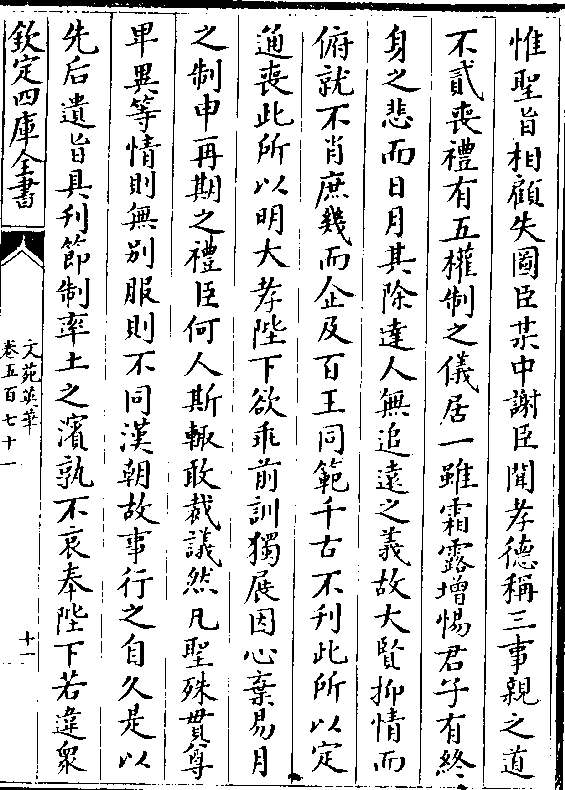 惟聖旨相顧失圖臣某中謝臣聞孝德稱三事親之道
不貳喪禮有五權制之儀居一雖霜露增惕君子有終
身之悲而日月其除達人無追遠之義故大賢抑情而
俯就不肖庶幾而企及百王同範千古不刋此所以定
通喪此所以明大孝陛下欲乖前訓獨展因心棄易月
之制申再期之禮臣何人斯輙敢裁議然凡聖殊貫尊
卑異等情則無別服則不同漢朝故事行之自久是以
先后遺旨具刋節制率土之濱孰不哀奉陛下若違衆
欽定四庫全書
文苑英華
卷五百七十一
十一